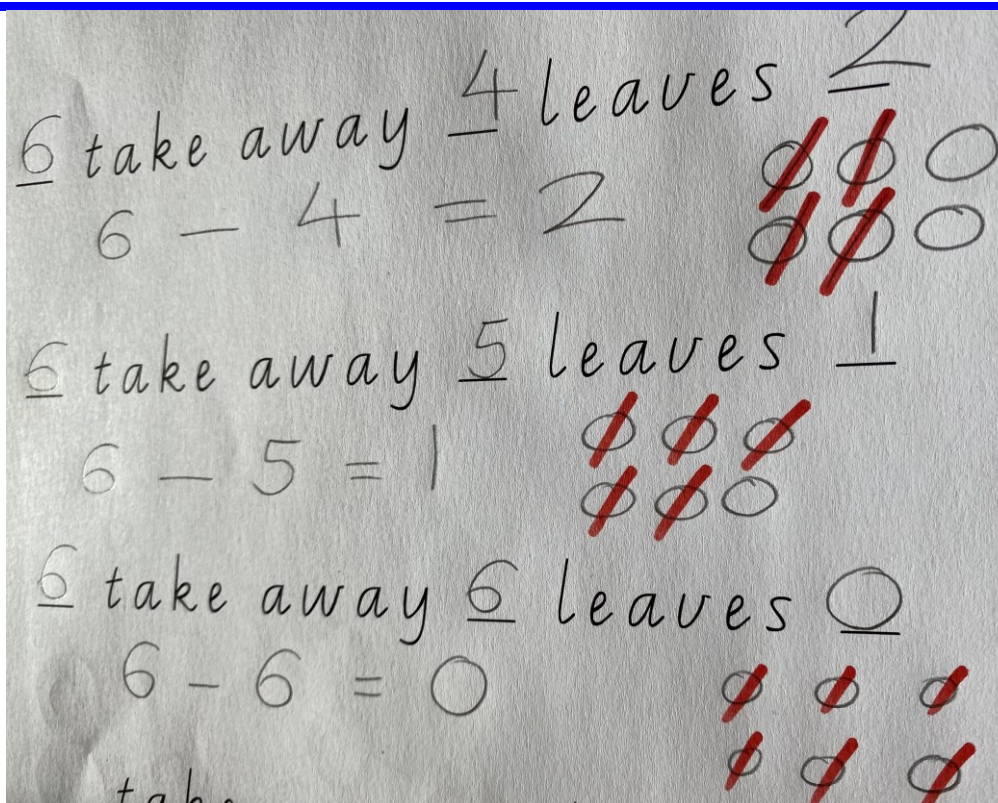 6 take away 4 leaves 2
6 - 4 = 2
6 take away 5 leaves 1
6 - 5 = 1
6 take away 6 leaves 0
6 - 6 = 0